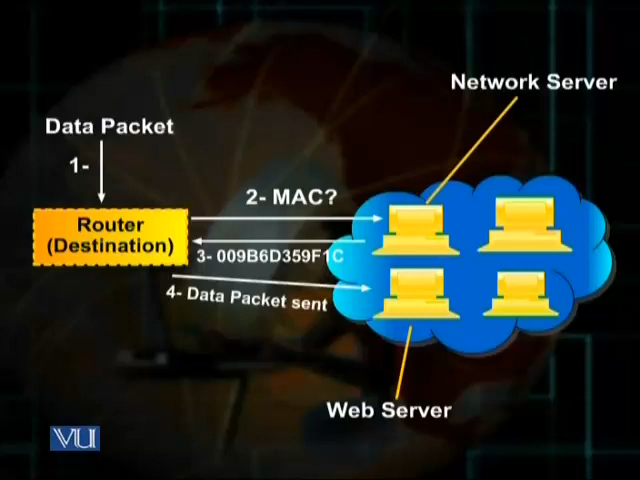 Network Server
Data Packet
1-
2- MAC?
Router
(Destination)
3- 009B6D359F1C
4- Data Packet sent
Web Server
VU